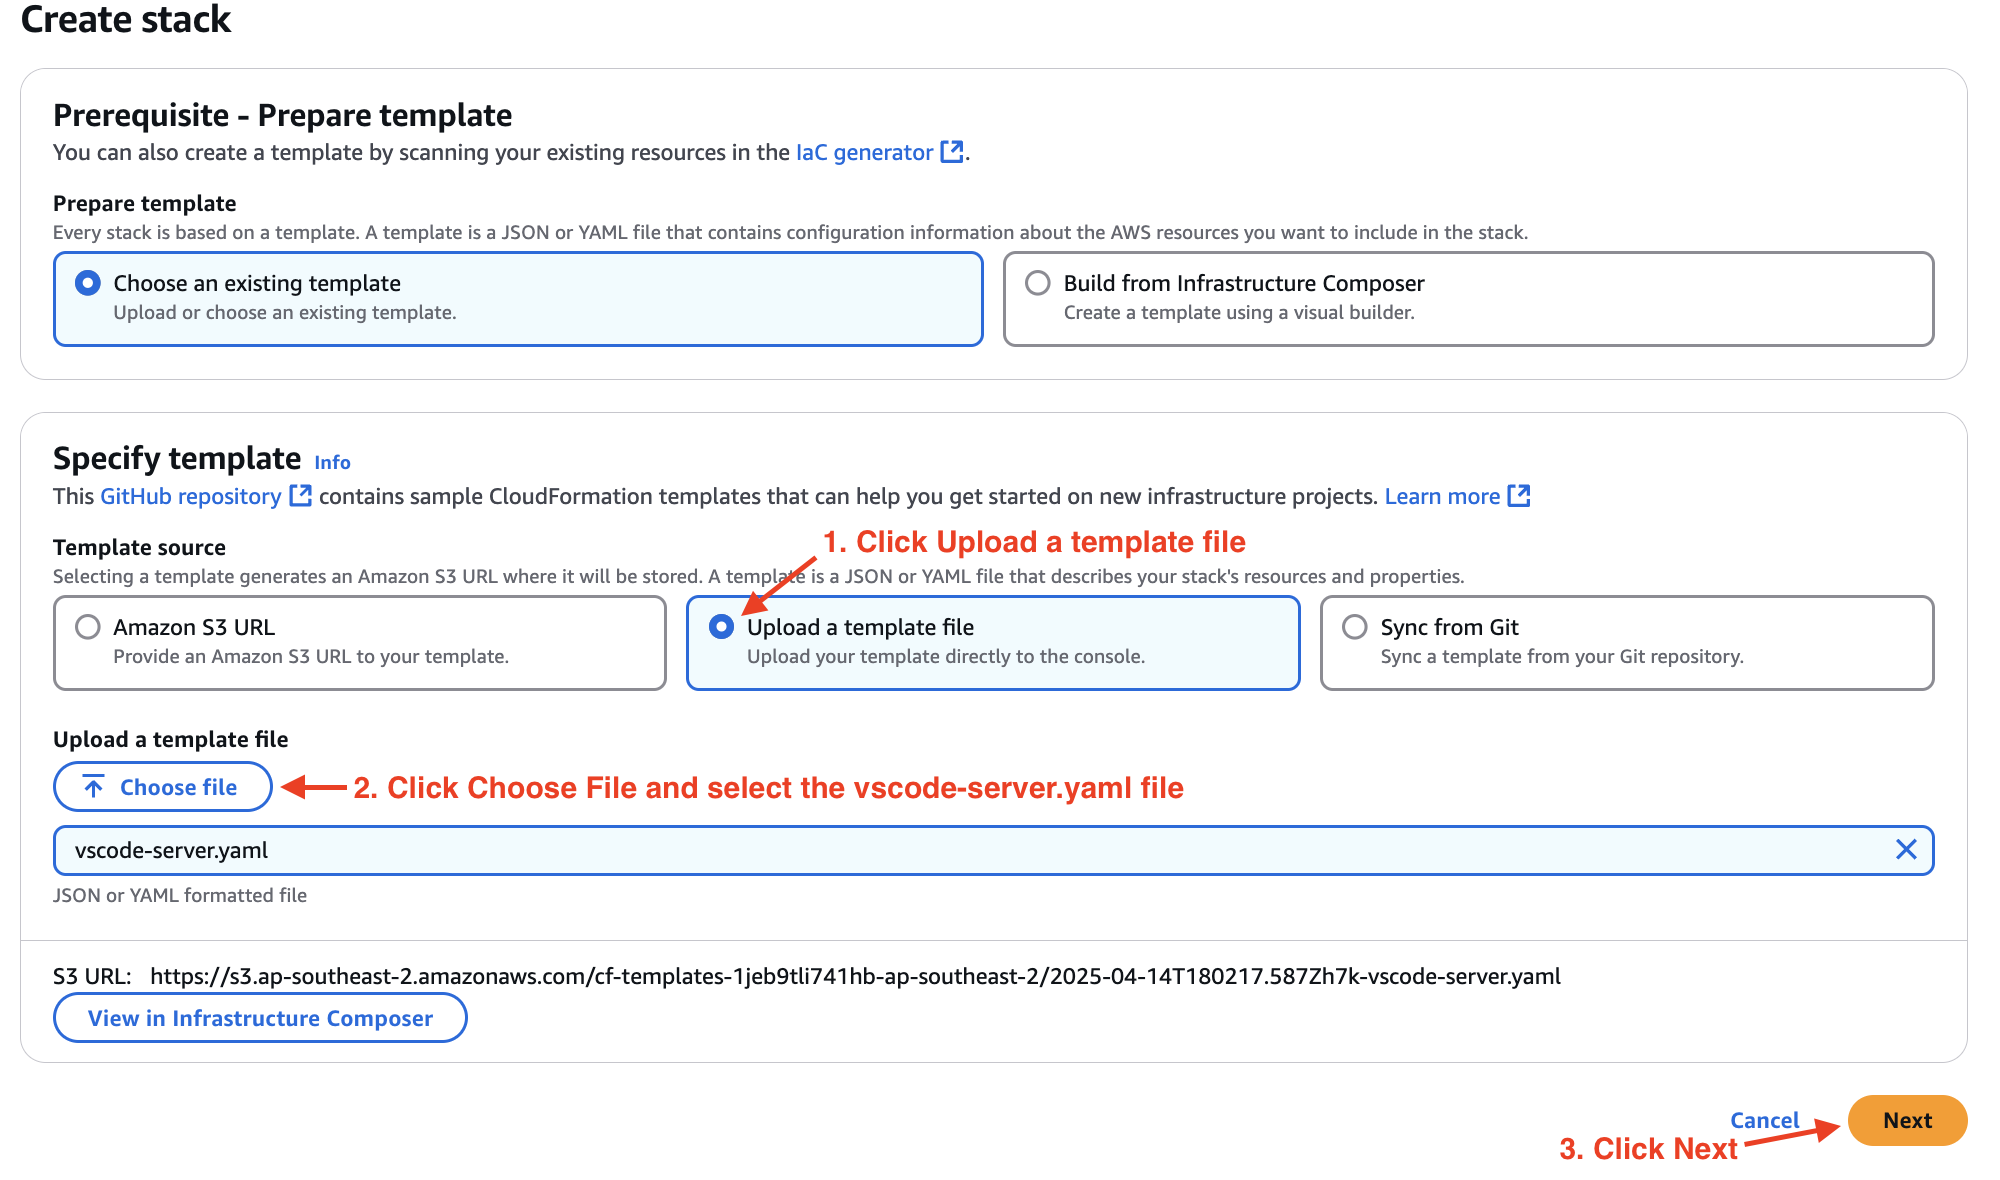 Create stack
Prerequisite - Prepare template
You can also create a template by scanning your existing resources in the IaC generator.
Prepare template
Every stack is based on a template. A template is a JSON or YAML file that contains configuration information about the AWS resources you want to include in the stack.
Choose an existing template
Upload or choose an existing template.
Build from Infrastructure Composer
Create a template using a visual builder.
Specify template Info
This GitHub repository contains sample CloudFormation templates that can help you get started on new infrastructure projects. Learn more
1. Click Upload a template file
Template source
Selecting a template generates an Amazon S3 URL where it will be stored. A template is a JSON or YAML file that describes your stack's resources and properties.
Amazon S3 URL
Provide an Amazon S3 URL to your template.
Upload a template file
Upload your template directly to the console.
Sync from Git
Sync a template from your Git repository.
Upload a template file
Choose file
2. Click Choose File and select the vscode-server.yaml file
vscode-server.yaml
JSON or YAML formatted file
S3 URL: https://s3.ap-southeast-2.amazonaws.com/cf-templates-1jeb9tli741hb-ap-southeast-2/2025-04-14T180217.587Zh7k-vscode-server.yaml
View in Infrastructure Composer
Cancel
Next
3. Click Next